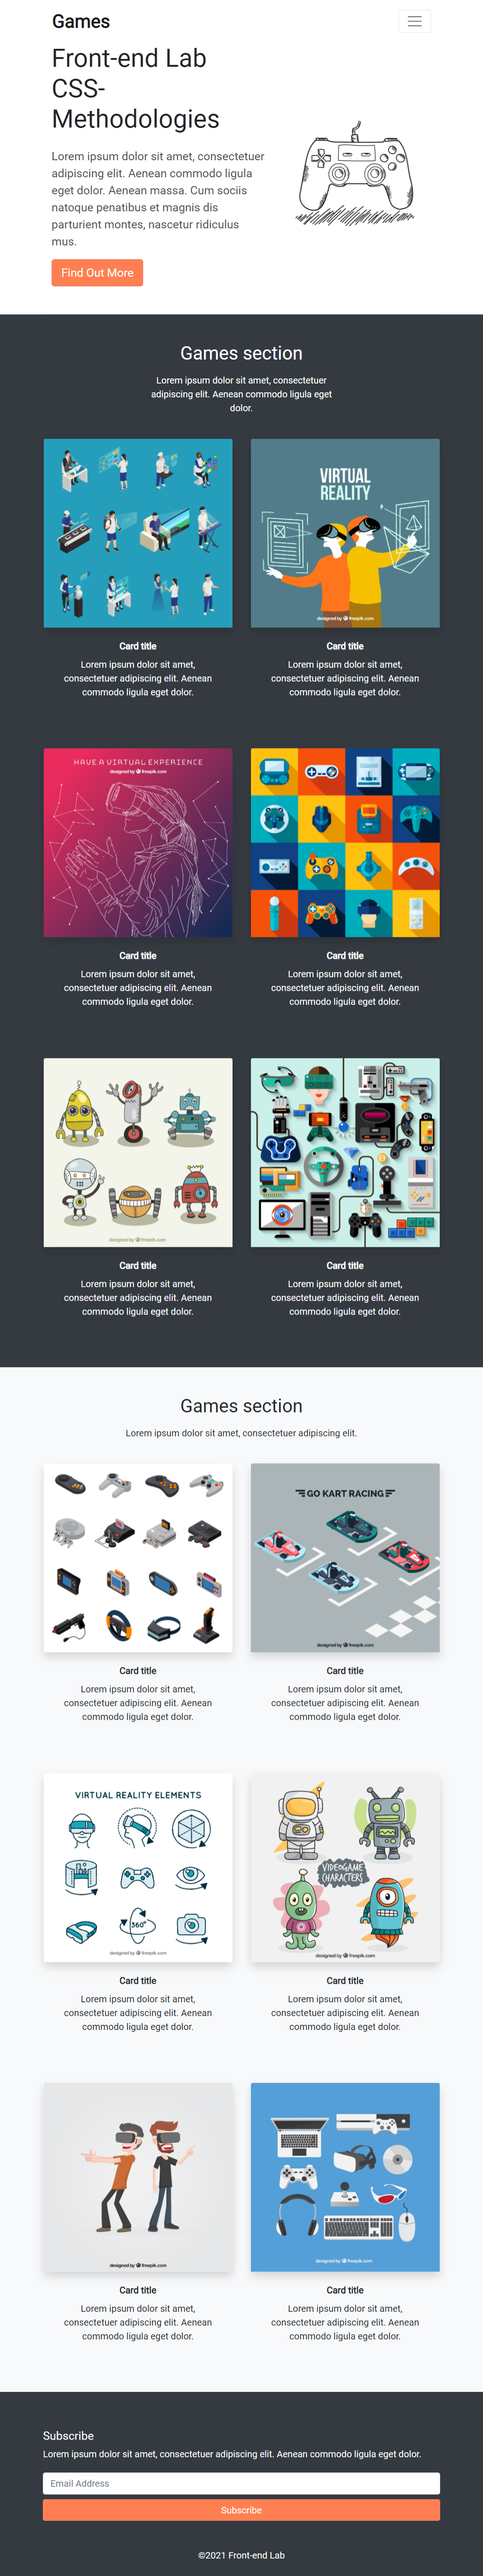 Games
Front-end Lab
CSS-
Methodologies
Lorem ipsum dolor sit amet, consectetuer
adipiscing elit. Aenean commodo ligula
eget dolor. Aenean massa. Cum sociis
natoque penatibus et magnis dis
parturient montes, nascetur ridiculus
mus.
Find Out More
Games section
Lorem ipsum dolor sit amet, consectetuer
adipiscing elit. Aenean commodo ligula eget
dolor.
VIRTUAL
REALITY
designed by freepik.com
Card title
Lorem ipsum dolor sit amet,
consectetuer adipiscing elit. Aenean
commodo ligula eget dolor.
Card title
Lorem ipsum dolor sit amet,
consectetuer adipiscing elit. Aenean
commodo ligula eget dolor.
HAVE A VIRTUAL EXPERIENCE
designed by freepik.com
Card title
Lorem ipsum dolor sit amet,
consectetuer adipiscing elit. Aenean
commodo ligula eget dolor.
Card title
Lorem ipsum dolor sit amet,
consectetuer adipiscing elit. Aenean
commodo ligula eget dolor.
designed by freepik.com
Card title
Lorem ipsum dolor sit amet,
consectetuer adipiscing elit. Aenean
commodo ligula eget dolor.
Card title
Lorem ipsum dolor sit amet,
consectetuer adipiscing elit. Aenean
commodo ligula eget dolor.
Games section
Lorem ipsum dolor sit amet, consectetuer adipiscing elit.
GO KART RACING
designed by freepik.com
Card title
Lorem ipsum dolor sit amet,
consectetuer adipiscing elit. Aenean
commodo ligula eget dolor.
Card title
Lorem ipsum dolor sit amet,
consectetuer adipiscing elit. Aenean
commodo ligula eget dolor.
VIRTUAL REALITY ELEMENTS
360°
designed by freepik.com
VIDEOGAME
CHARACTERS
designed by freepik.com
Card title
Lorem ipsum dolor sit amet,
consectetuer adipiscing elit. Aenean
commodo ligula eget dolor.
Card title
Lorem ipsum dolor sit amet,
consectetuer adipiscing elit. Aenean
commodo ligula eget dolor.
designed by freepik.com
designed by freepik.com
Card title
Lorem ipsum dolor sit amet,
consectetuer adipiscing elit. Aenean
commodo ligula eget dolor.
Card title
Lorem ipsum dolor sit amet,
consectetuer adipiscing elit. Aenean
commodo ligula eget dolor.
Subscribe
Lorem ipsum dolor sit amet, consectetuer adipiscing elit. Aenean commodo ligula eget dolor.
Email Address
Subscribe
©2021 Front-end Lab